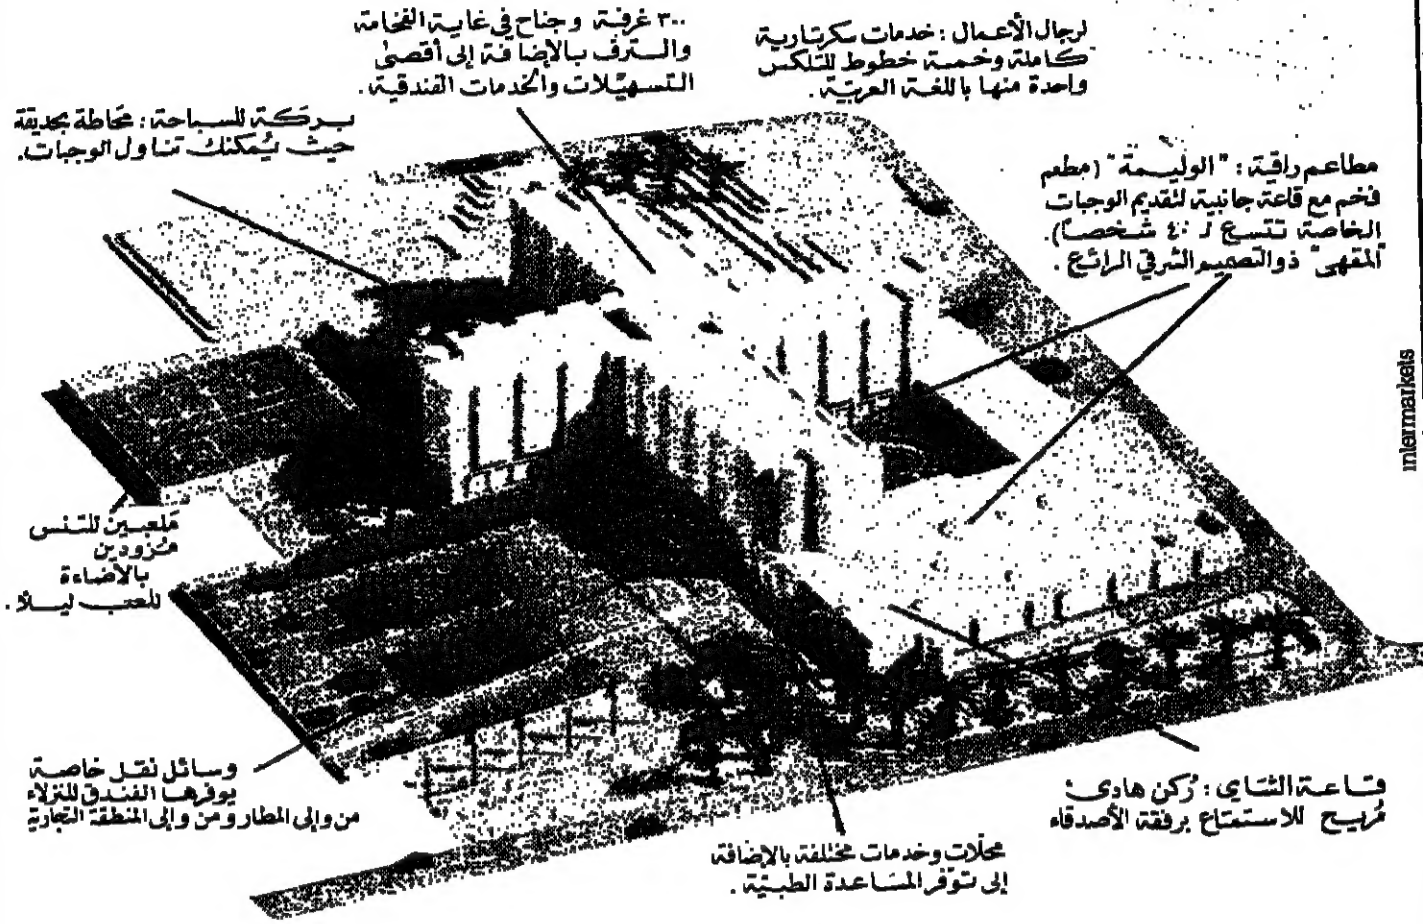 لرجال الأعمال: خدمات سكرتارية
كاملة وخمسة خطوط للتلكس
واحدة منها باللغة العربية.
٣٠٠ غرفة وجناح في غاية الفخامة
والترف بالإضافة إلى أقصى
التسهيلات والخدمات الفندقية.
بركة للسباحة: محاطة بحديقة
حيث يمكنك تناول الوجبات.
مطاعم راقية: "الوليمة" (مطعم
فخم مع قاعة جانبية لتقديم الوجبات
الخاصة تتسع لـ ٤٠ شخصاً).
"المقهى" ذو التصميم الشرقي الرائع.
intermarkets
ملعبين للتنس
مزودين
بالاضاءة
للعب ليلاً.
وسائل نقل خاصة
يوفرها الفندق للنزلاء
من وإلى المطار ومن وإلى المنطقة التجارية
قاعة الشاي: ركن هادئ
مريح للاستمتاع برفقة الأصدقاء
محلات وخدمات مختلفة بالإضافة
إلى توفر المساعدة الطبية.